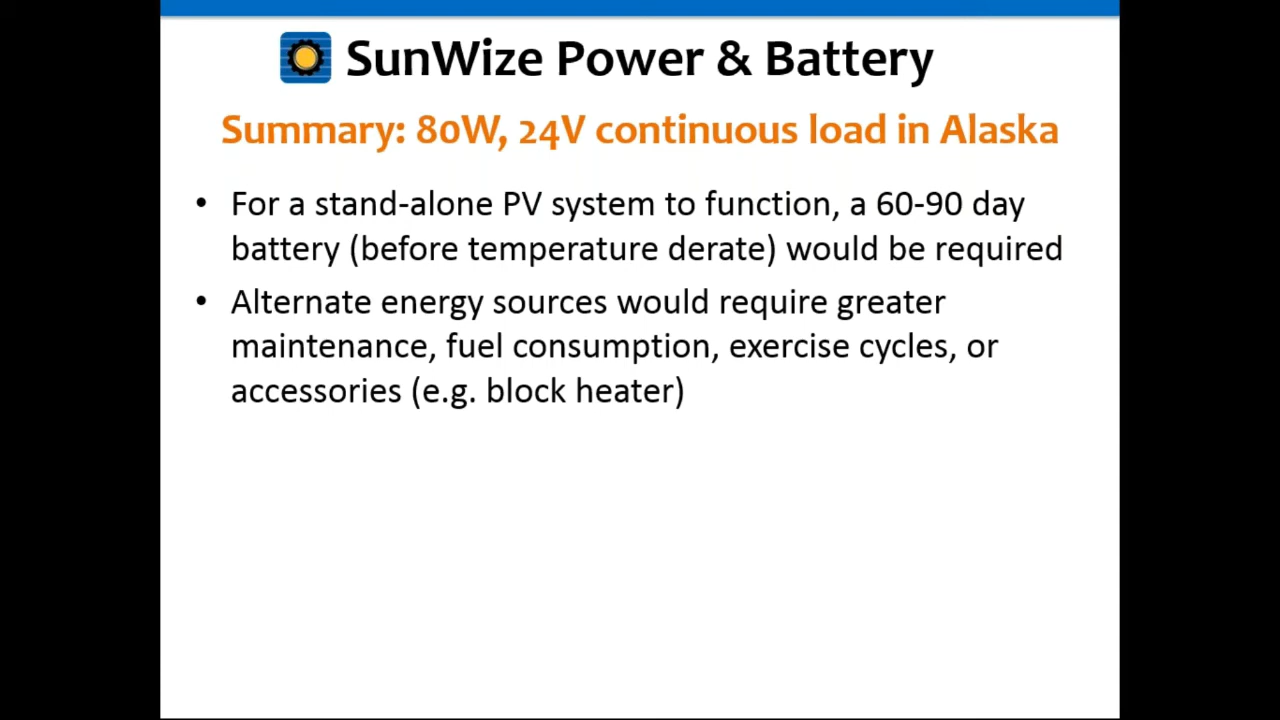 SunWize Power & Battery
Summary: 80W, 24V continuous load in Alaska
• For a stand-alone PV system to function, a 60-90 day
battery (before temperature derate) would be required
• Alternate energy sources would require greater
maintenance, fuel consumption, exercise cycles, or
accessories (e.g. block heater)